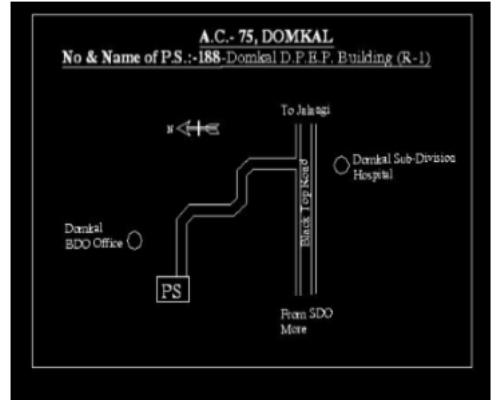 A.C.- 75, DOMKAL
No & Name of P.S.:-188-Domkal D.P.E.P. Building (R-1)
To Jalangi
N
Domkal Sub-Division
Hospital
Black Top Road
Domkal
BDO Office
PS
From SDO
More